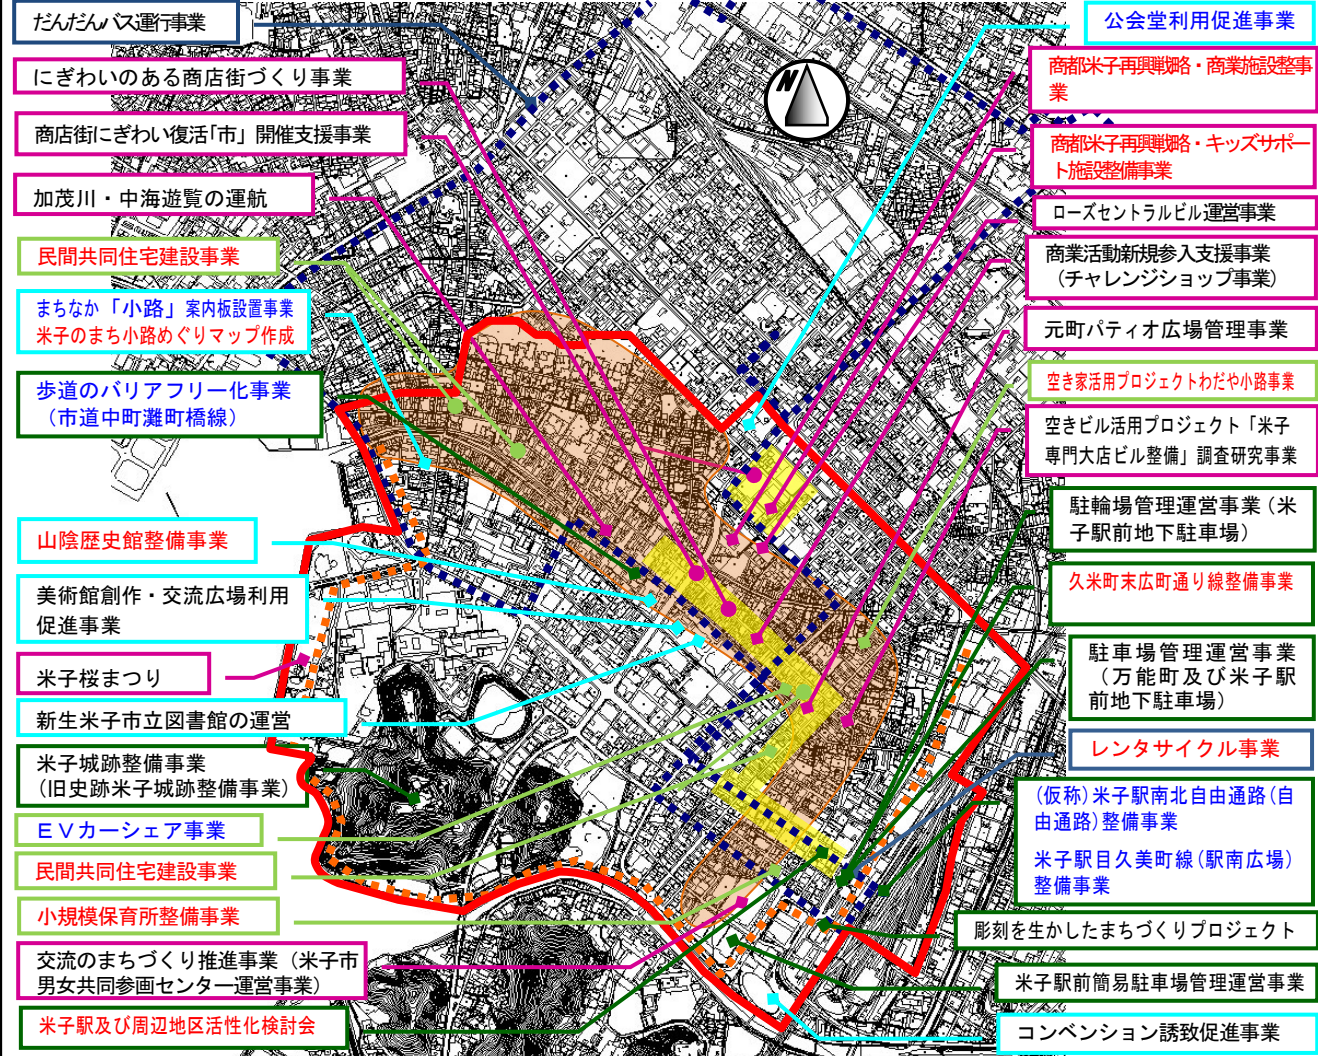 だんだんバス運行事業
にぎわいのある商店街づくり事業
商店街にぎわい復活「市」開催支援事業
加茂川・中海遊覧の運航
民間共同住宅建設事業
まちなか「小路」案内板設置事業
米子のまち小路めぐりマップ作成
歩道のバリアフリー化事業
（市道中町灘町橋線）
山陰歴史館整備事業
美術館創作・交流広場利用
促進事業
米子桜まつり
新生米子市立図書館の運営
米子城跡整備事業
(旧史跡米子城跡整備事業)
ＥＶカーシェア事業
民間共同住宅建設事業
小規模保育所整備事業
交流のまちづくり推進事業（米子市
男女共同参画センター運営事業）
米子駅及び周辺地区活性化検討会
N
公会堂利用促進事業
商都米子再興戦略・商業施設整事
業
商都米子再興戦略・キッズサポー
ト施設整備事業
ローズセントラルビル運営事業
商業活動新規参入支援事業
（チャレンジショップ事業）
元町パティオ広場管理事業
空き家活用プロジェクトわだや小路事業
空きビル活用プロジェクト「米子
専門大店ビル整備」調査研究事業
駐輪場管理運営事業（米
子駅前地下駐車場）
久米町末広町通り線整備事業
駐車場管理運営事業
（万能町及び米子駅
前地下駐車場）
レンタサイクル事業
(仮称)米子駅南北自由通路(自
由通路)整備事業
米子駅目久美町線(駅南広場)
整備事業
彫刻を生かしたまちづくりプロジェクト
米子駅前簡易駐車場管理運営事業
コンベンション誘致促進事業